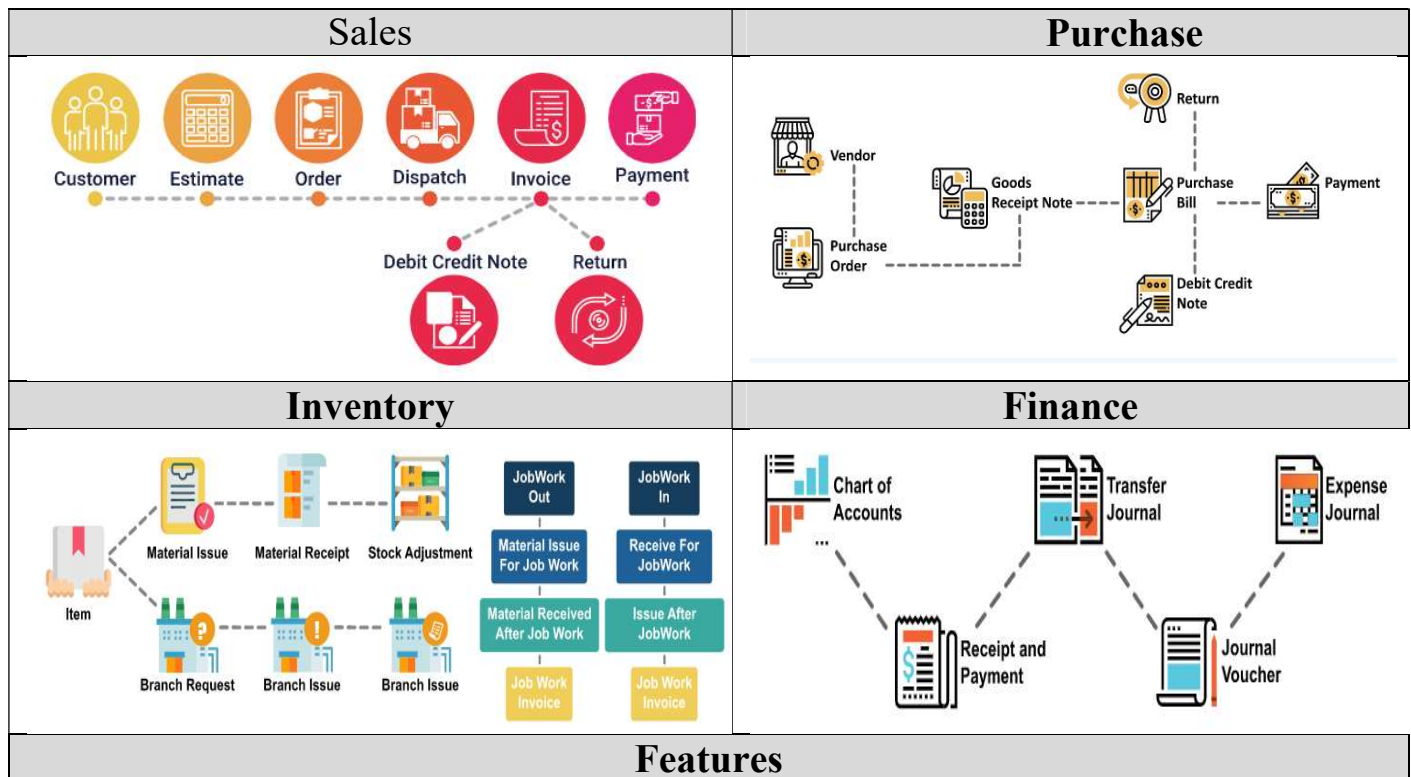 Sales
Purchase
Customer
Estimate
Order
Dispatch
Invoice
Payment
Debit Credit Note
Return
Return
Vendor
Goods
Receipt Note
Purchase
Bill
Payment
Purchase
Order
Debit Credit
Note
Inventory
Finance
Item
Material Issue
Material Receipt
Stock Adjustment
Branch Request
Branch Issue
Branch Issue
JobWork
Out
Material Issue
For Job Work
Material Received
After Job Work
Job Work
Invoice
JobWork
In
Receive For
JobWork
Issue After
JobWork
Job Work
Invoice
Chart of
Accounts
Receipt and
Payment
Transfer
Journal
Journal
Voucher
Expense
Journal
Features